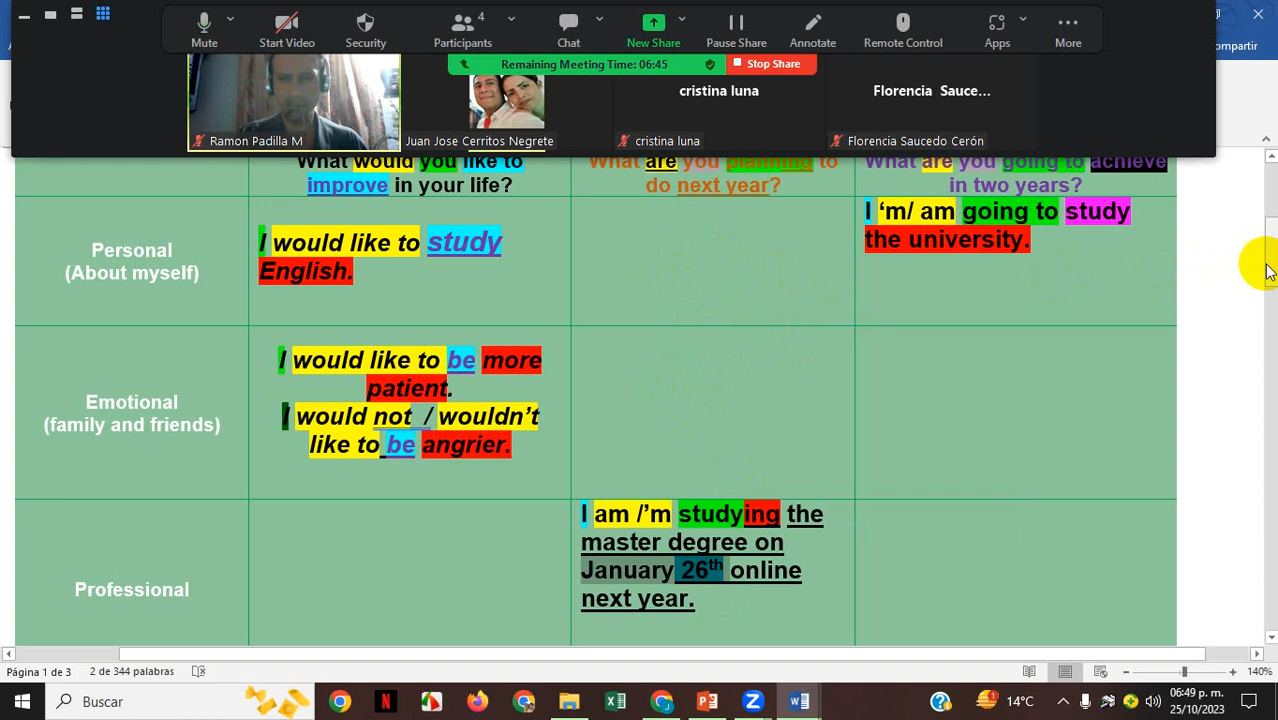 Mute
Start Video
Security
4
Participants
Chat
New Share
Pause Share
Annotate
Remote Control
Apps
More
Remaining Meeting Time: 06:45
Stop Share
Ramon Padilla M
Juan Jose Cerritos Negrete
cristina luna
cristina luna
Florencia Sauce...
Florencia Saucedo Cerón
ompartir
What would you like to
improve in your life?
What are you planning to
do next year?
What are you going to achieve
in two years?
Personal
(About myself)
I would like to study
English.
I 'm/ am going to study
the university.
Emotional
(family and friends)
I would like to be more
patient.
I would not / wouldn't
like to be angrier.
Professional
I am /'m studying the
master degree on
January 26th online
next year.
Página 1 de 3
2 de 344 palabras
140%
Buscar
14°C
06:49 p. m.
25/10/2023